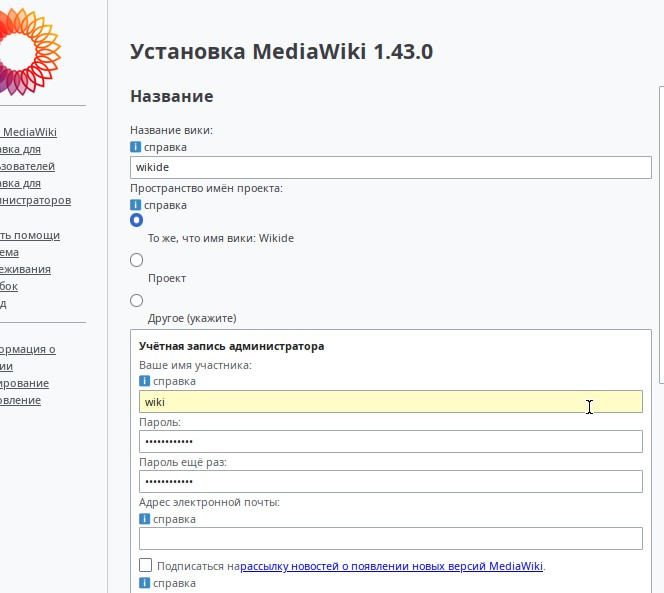 Установка MediaWiki 1.43.0
Название
Название вики:
справка
wikide
Пространство имён проекта:
справка
То же, что имя вики: Wikide
Проект
Другое (укажите)
Учётная запись администратора
Ваше имя участника:
справка
wiki
Пароль:
••••••••••••
Пароль ещё раз:
••••••••••••
Адрес электронной почты:
справка
Подписаться на рассылку новостей о появлении новых версий MediaWiki.
справка
MediaWiki
авка для
ьзователей
авка для
инистраторов
ть помощи
ема
еживания
бок
д
ормация о
ии
ирование
овление